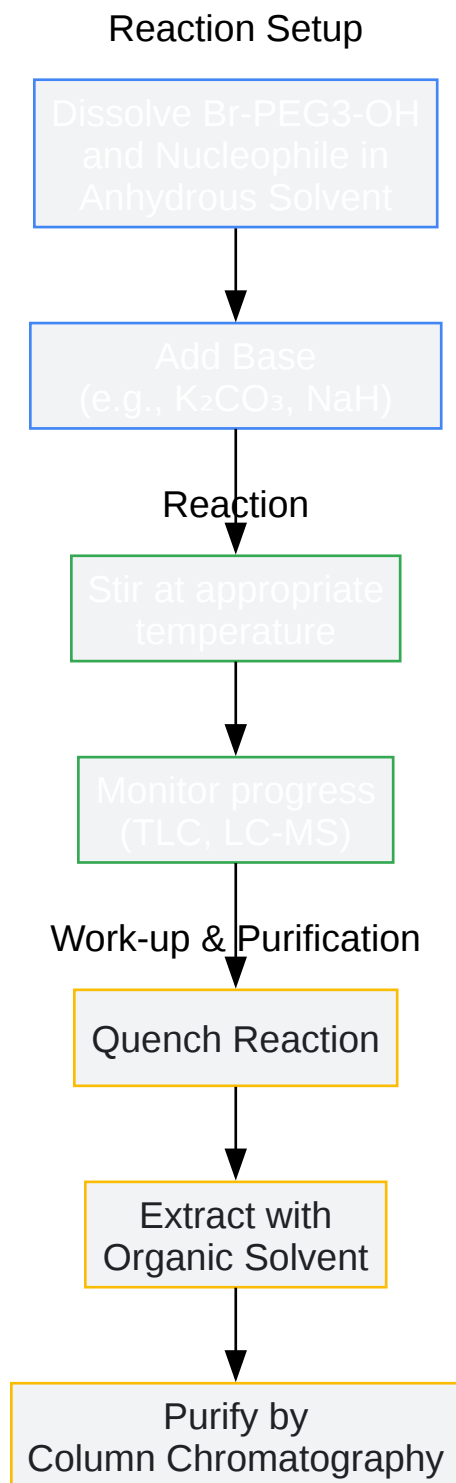 Reaction Setup
Dissolve Br-PEG3-OH
and Nucleophile in
Anhydrous Solvent
Add Base
(e.g., K₂CO₃, NaH)
Reaction
Stir at appropriate
temperature
Monitor progress
(TLC, LC-MS)
Work-up & Purification
Quench Reaction
Extract with
Organic Solvent
Purify by
Column Chromatography